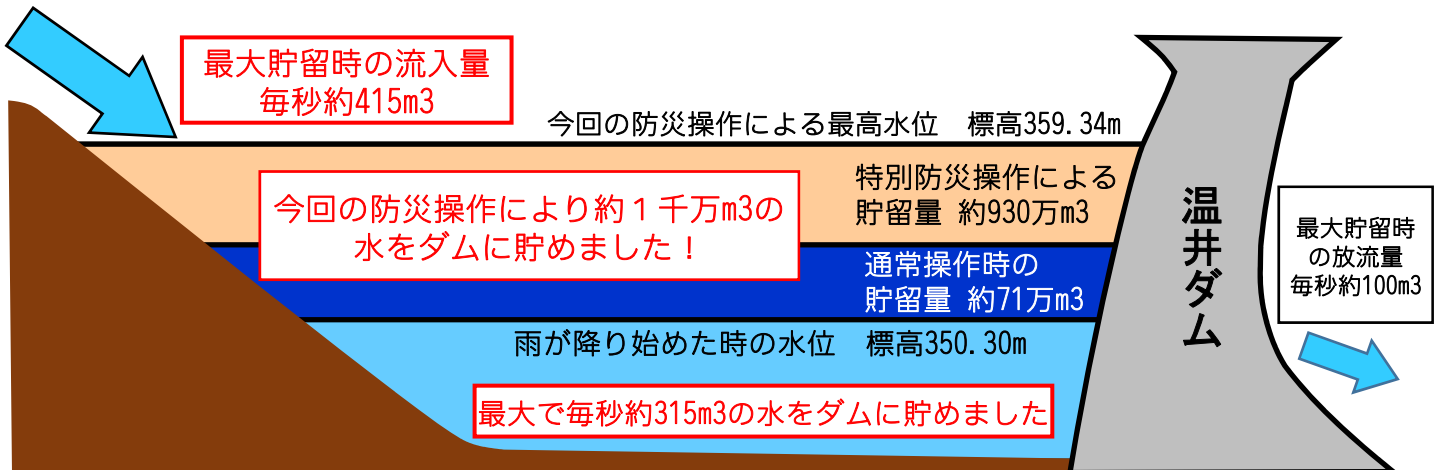 最大貯留時の流入量
毎秒約415m3
今回の防災操作による最高水位　標高359.34m
特別防災操作による
貯留量 約930万m3
今回の防災操作により約１千万m3の
水をダムに貯めました！
通常操作時の
貯留量 約71万m3
雨が降り始めた時の水位　標高350.30m
最大で毎秒約315m3の水をダムに貯めました
温井ダム
最大貯留時
の放流量
毎秒約100m3